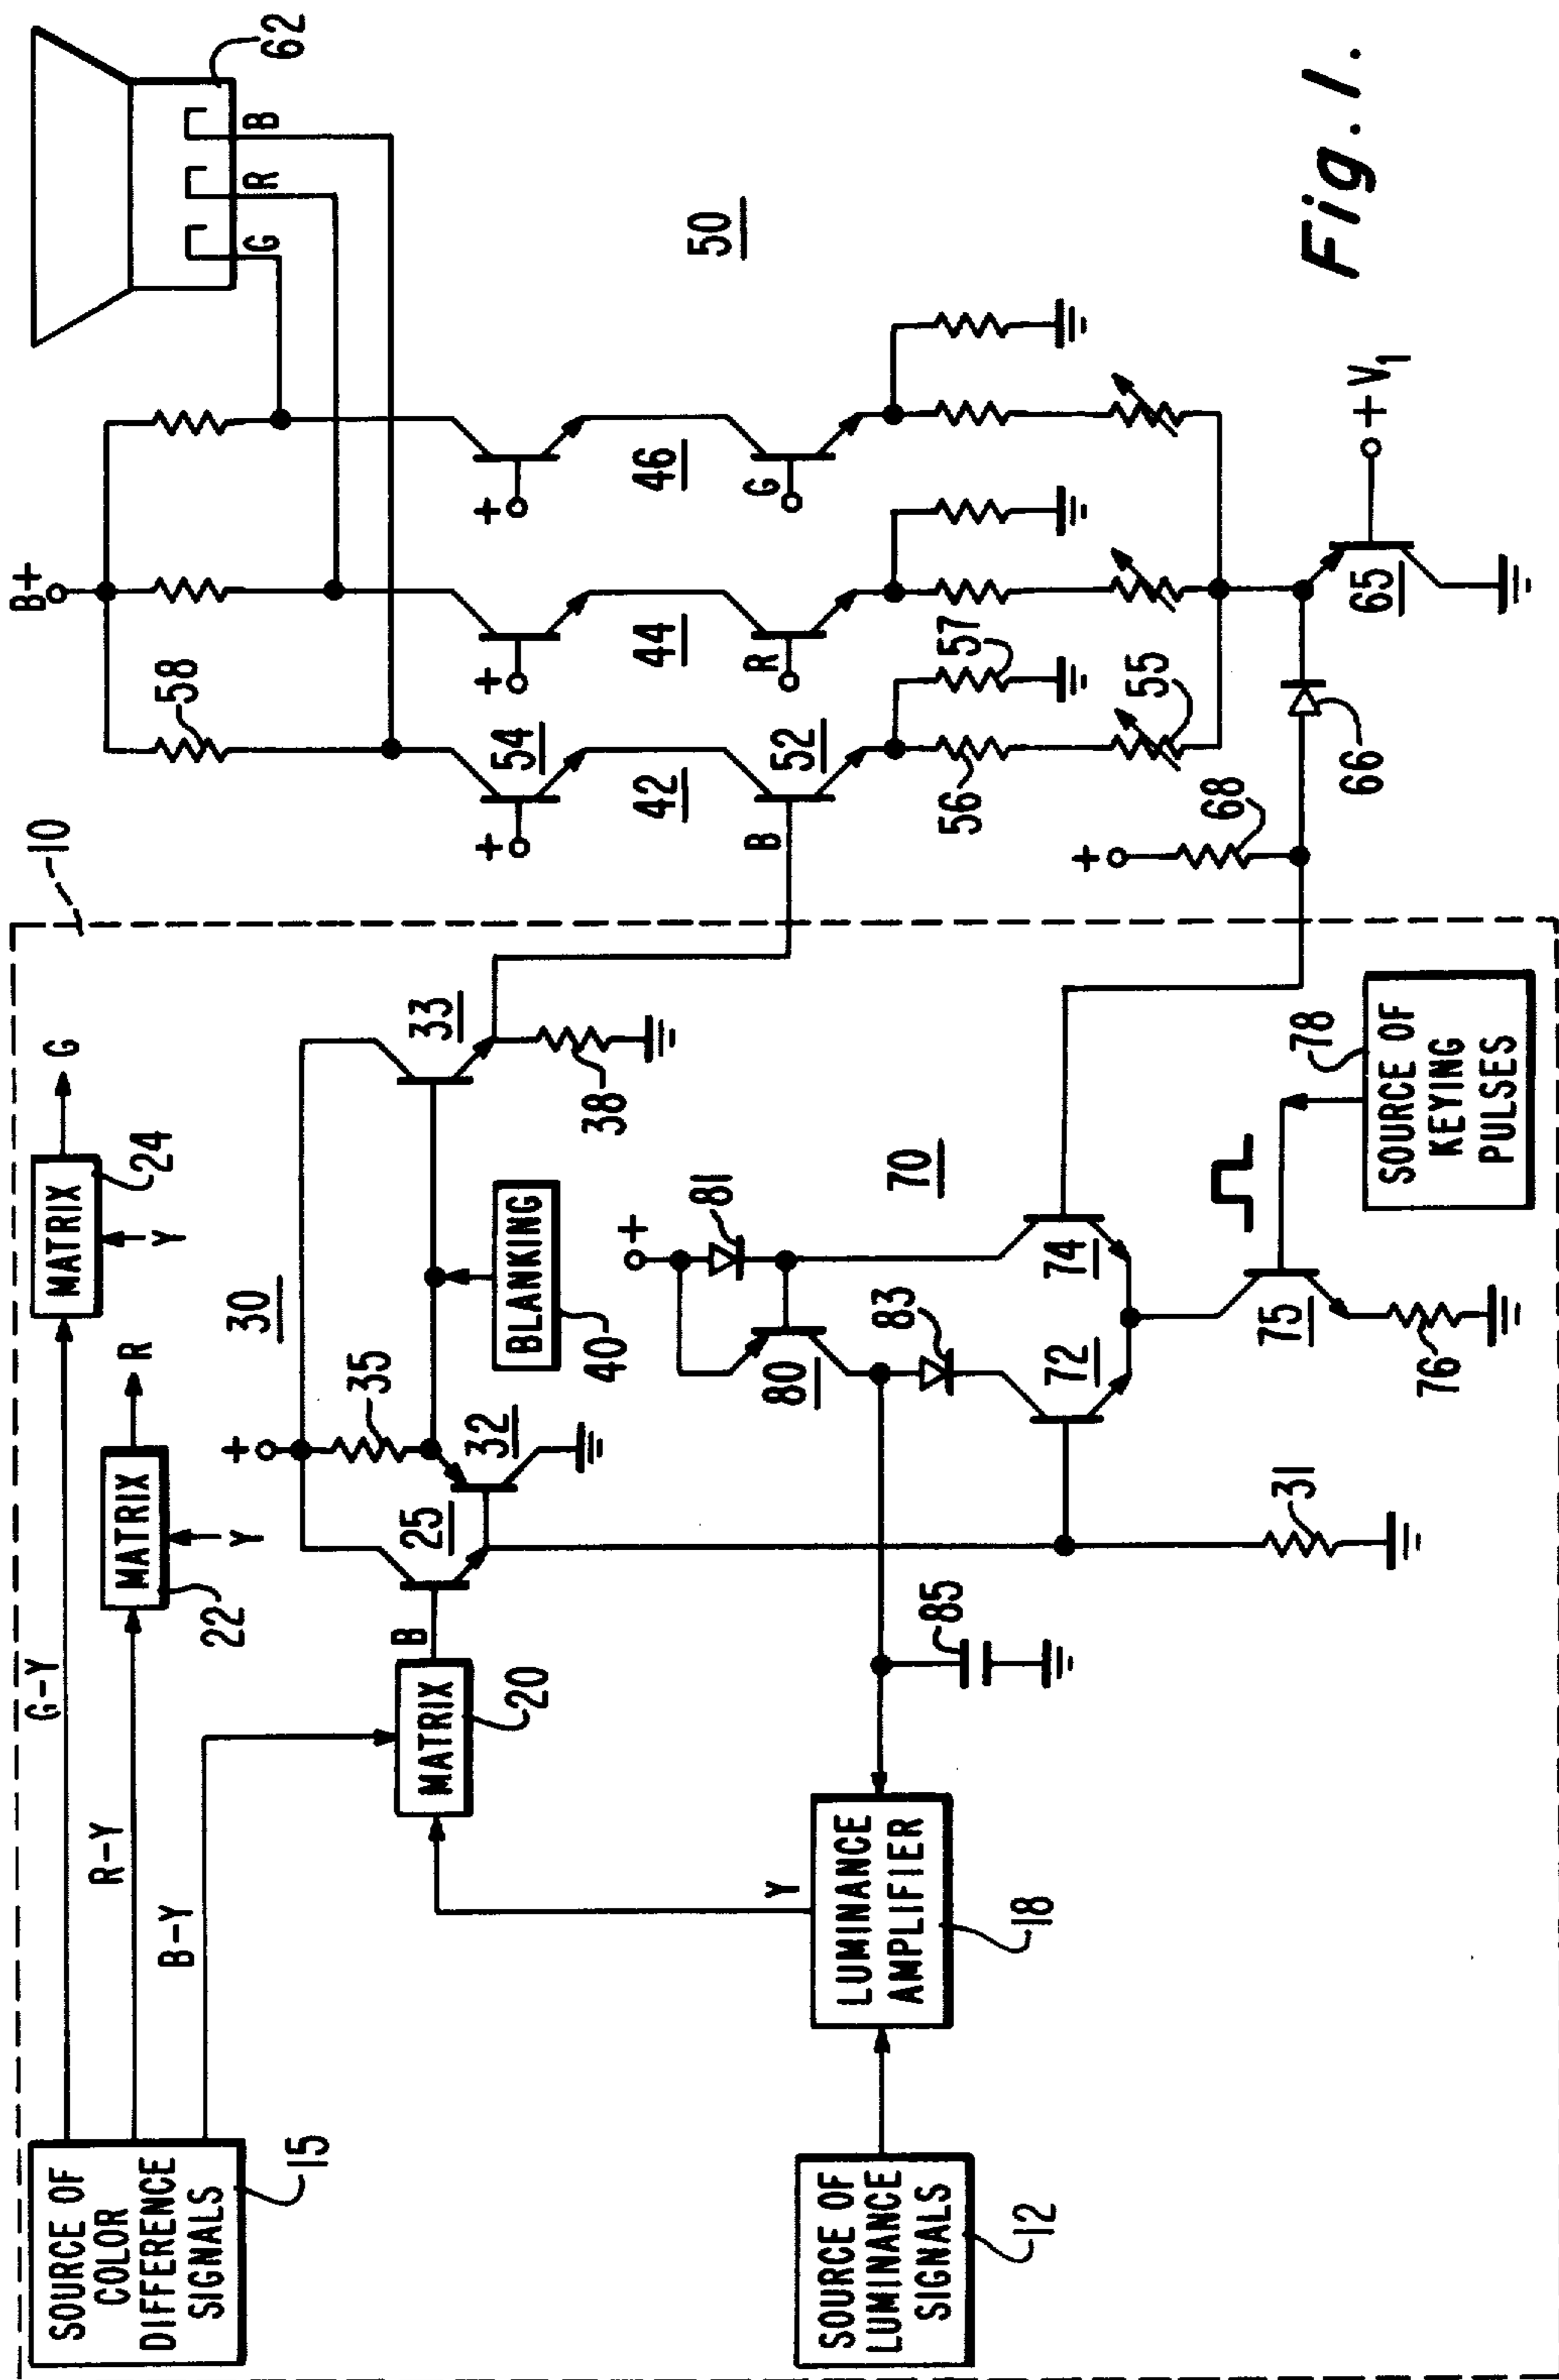 10
SOURCE OF
COLOR
DIFFERENCE
SIGNALS
15
G-Y
R-Y
B-Y
MATRIX
24
Y
G
MATRIX
22
Y
R
MATRIX
20
B
25
+
30
35
32
33
38
BLANKING
40
SOURCE OF
LUMINANCE
SIGNALS
12
LUMINANCE
AMPLIFIER
18
Y
85
31
+
81
80
83
70
72
74
75
76
SOURCE OF
KEYING
PULSES
78
B+
58
+
54
42
B
52
56
57
55
+
44
R
+
46
G
50
62
G
R
B
+
68
66
65
+V1
Fig. 1.